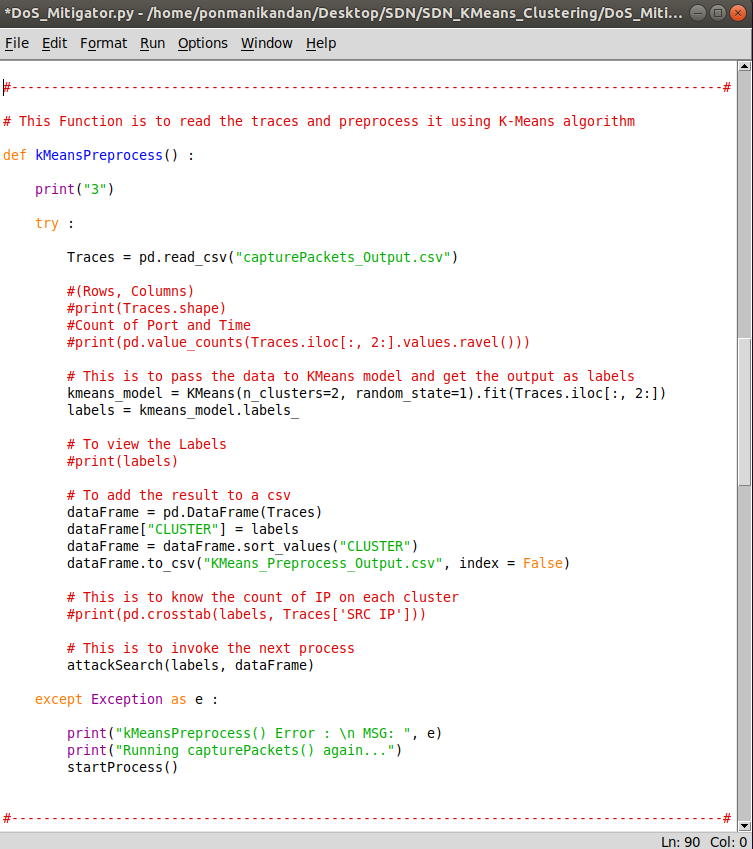 *DoS_Mitigator.py - /home/ponmanikandan/Desktop/SDN/SDN_KMeans_Clustering/DoS_Miti...
File Edit Format Run Options Window Help
#-----------------------------------------------------------------------------------------#
# This Function is to read the traces and preprocess it using K-Means algorithm
def kMeansPreprocess() :
    print("3")
    try :
        Traces = pd.read_csv("capturePackets_Output.csv")
        #(Rows, Columns)
        #print(Traces.shape)
        #Count of Port and Time
        #print(pd.value_counts(Traces.iloc[:, 2:].values.ravel()))
        # This is to pass the data to KMeans model and get the output as labels
        kmeans_model = KMeans(n_clusters=2, random_state=1).fit(Traces.iloc[:, 2:])
        labels = kmeans_model.labels_
        # To view the Labels
        #print(labels)
        # To add the result to a csv
        dataFrame = pd.DataFrame(Traces)
        dataFrame["CLUSTER"] = labels
        dataFrame = dataFrame.sort_values("CLUSTER")
        dataFrame.to_csv("KMeans_Preprocess_Output.csv", index = False)
        # This is to know the count of IP on each cluster
        #print(pd.crosstab(labels, Traces['SRC IP']))
        # This is to invoke the next process
        attackSearch(labels, dataFrame)
    except Exception as e :
        print("kMeansPreprocess() Error : \n MSG: ", e)
        print("Running capturePackets() again...")
        startProcess()
#-----------------------------------------------------------------------------------------#
Ln: 90 Col: 0